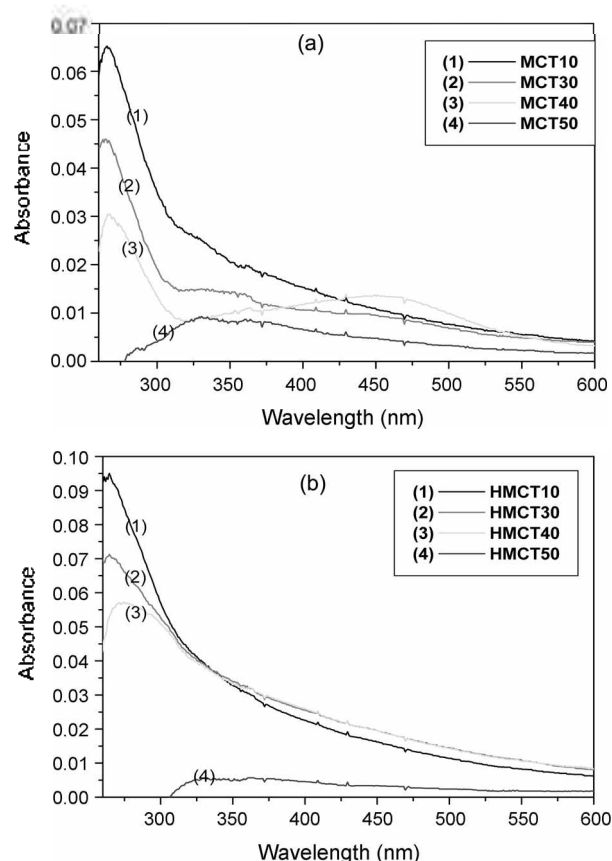 0.07
(a)
0.06
0.05
0.04
0.03
0.02
0.01
0.00
Absorbance
(1) MCT10
(2) MCT30
(3) MCT40
(4) MCT50
(1)
(2)
(3)
(4)
300 350 400 450 500 550 600
Wavelength (nm)
0.10
(b)
0.09
0.08
0.07
0.06
0.05
0.04
0.03
0.02
0.01
0.00
Absorbance
(1) HMCT10
(2) HMCT30
(3) HMCT40
(4) HMCT50
(1)
(2)
(3)
(4)
300 350 400 450 500 550 600
Wavelength (nm)